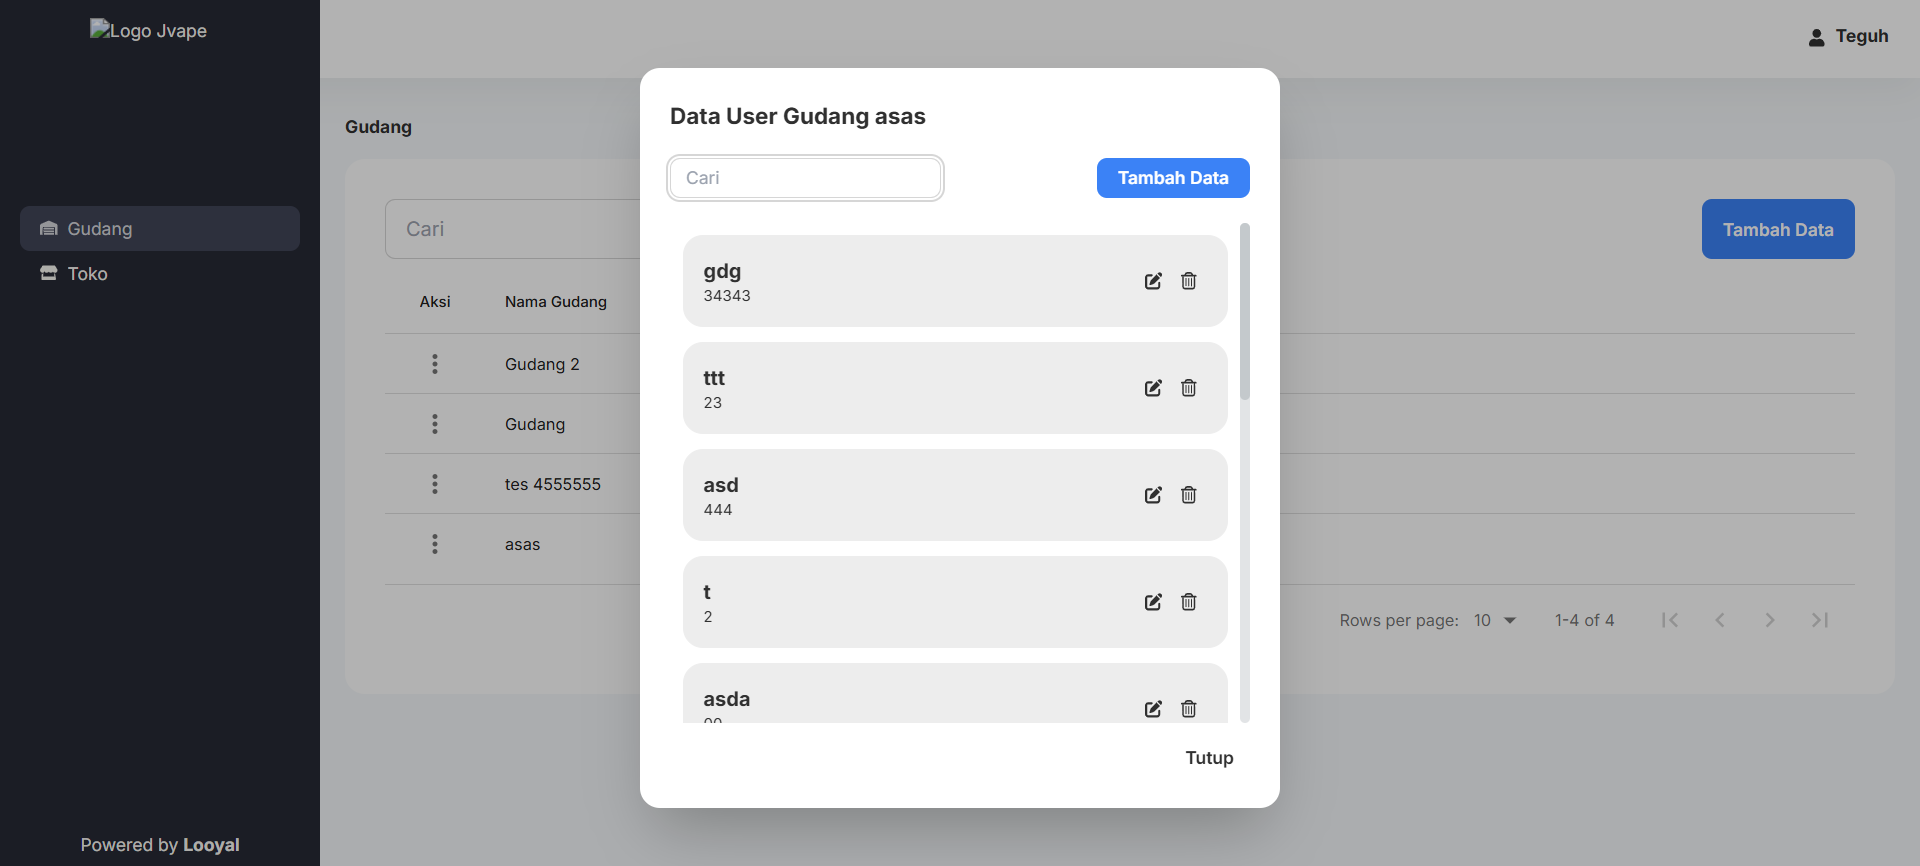 Logo Jvape
Teguh
Gudang
Toko
Powered by Looyal
Gudang
Cari
Tambah Data
Aksi Nama Gudang
Gudang 2
Gudang
tes 4555555
asas
Rows per page: 10 1-4 of 4
Data User Gudang asas
Cari
Tambah Data
gdg
34343
ttt
23
asd
444
t
2
asda
Tutup